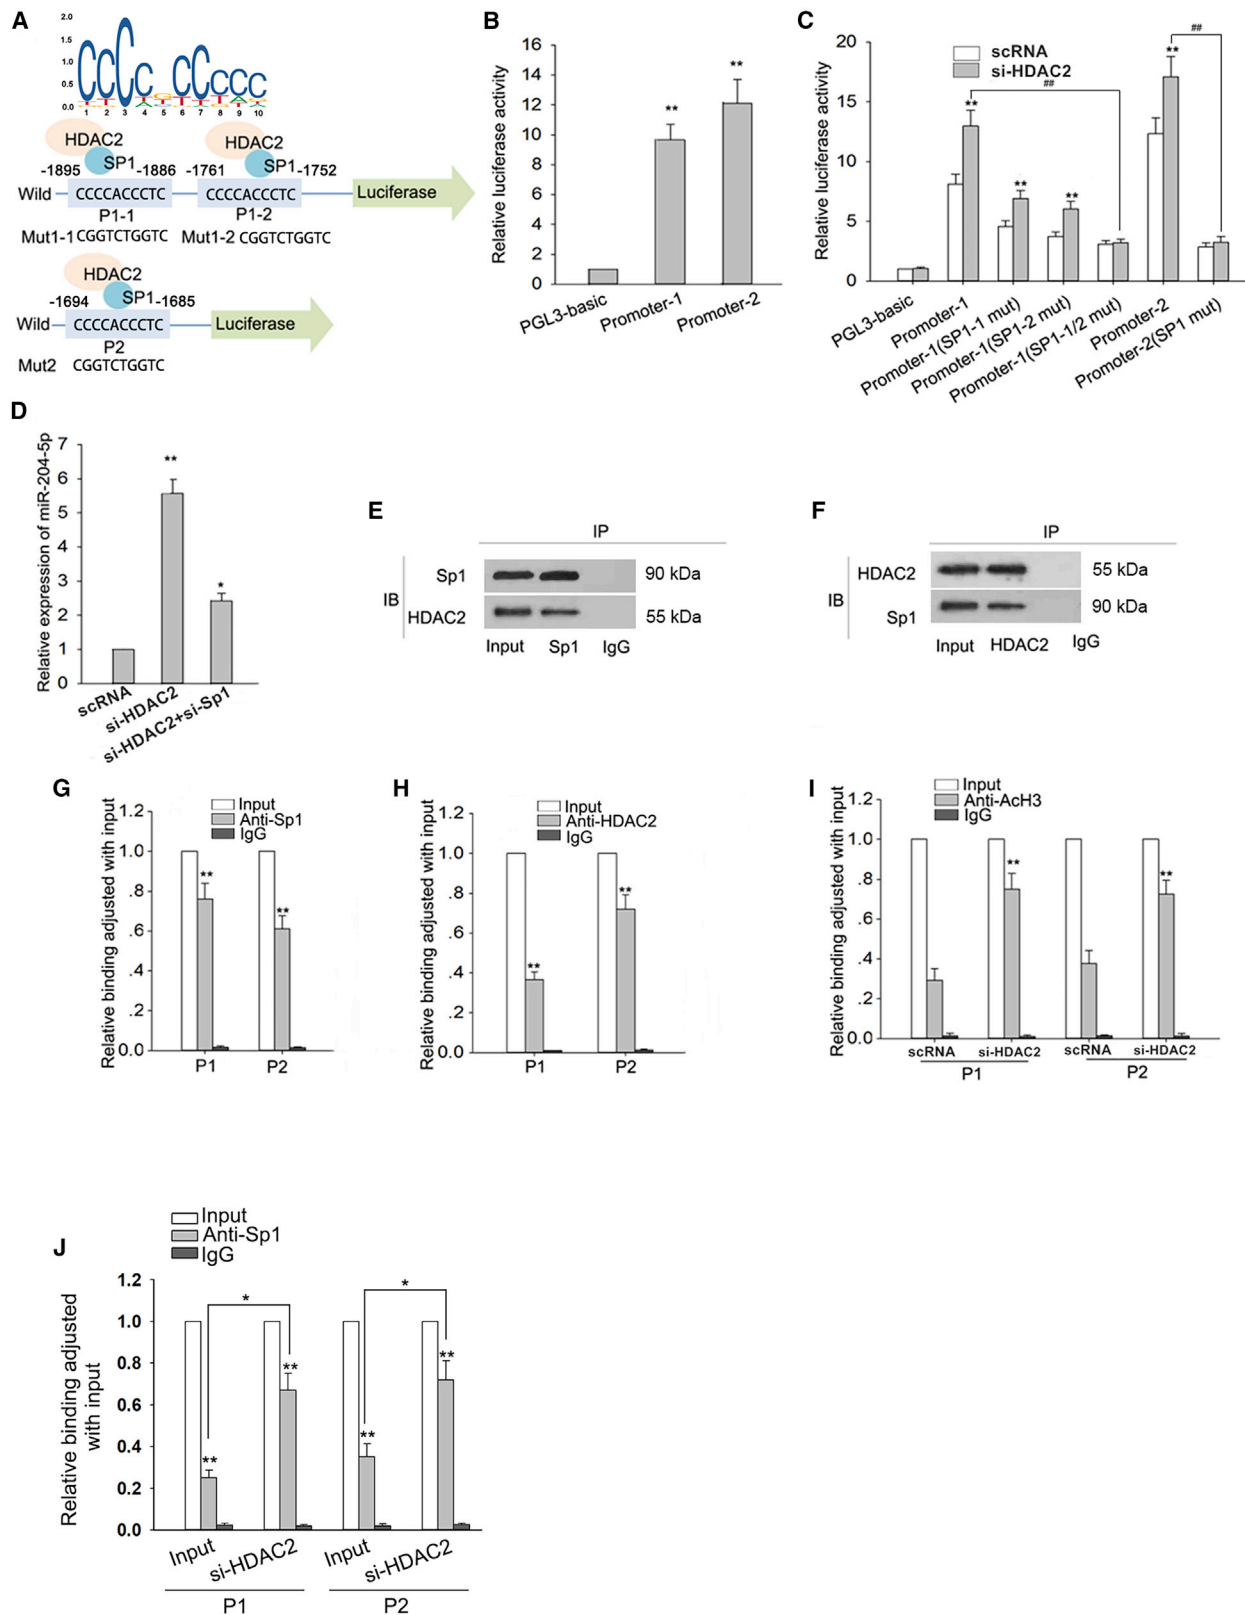 A
2.0
1.5
1.0
0.5
0.0
CCCC TG CCCCC
1 2 3 4 5 6 7 8 9 10
HDAC2
SP1
HDAC2
SP1
-1895 -1886 -1761 -1752
Wild CCCCACCCTC CCCCACCCTC Luciferase
P1-1 P1-2
Mut1-1 CGGTCTGGTC Mut1-2 CGGTCTGGTC
HDAC2
-1694 SP1 -1685
Wild CCCCACCCTC Luciferase
P2
Mut2 CGGTCTGGTC
B
Relative luciferase activity
16
14
12
10
8
6
4
2
0
** **
PGL3-basic
Promoter-1
Promoter-2
C
Relative luciferase activity
20
15
10
5
0
scRNA
si-HDAC2
** ** ** **
## ##
PGL3-basic
Promoter-1
Promoter-1(SP1-1 mut)
Promoter-1(SP1-2 mut)
Promoter-1(SP1-1/2 mut)
Promoter-2
Promoter-2(SP1 mut)
D
Relative expression of miR-204-5p
7
6
5
4
3
2
1
0
** *
scRNA
si-HDAC2
si-HDAC2+si-Sp1
E
IP
IB
Sp1 90 kDa
HDAC2 55 kDa
Input Sp1 IgG
F
IP
IB
HDAC2 55 kDa
Sp1 90 kDa
Input HDAC2 IgG
G
Relative binding adjusted with input
1.2
1.0
.8
.6
.4
.2
0.0
Input
Anti-Sp1
IgG
** **
P1 P2
H
Relative binding adjusted with input
1.2
1.0
.8
.6
.4
.2
0.0
Input
Anti-HDAC2
IgG
** **
P1 P2
I
Relative binding adjusted with input
1.2
1.0
.8
.6
.4
.2
0.0
Input
Anti-AcH3
IgG
** **
scRNA si-HDAC2 scRNA si-HDAC2
P1 P2
J
Relative binding adjusted
with input
1.2
1.0
0.8
0.6
0.4
0.2
0.0
Input
Anti-Sp1
IgG
* *
** ** ** **
Input si-HDAC2 Input si-HDAC2
P1 P2